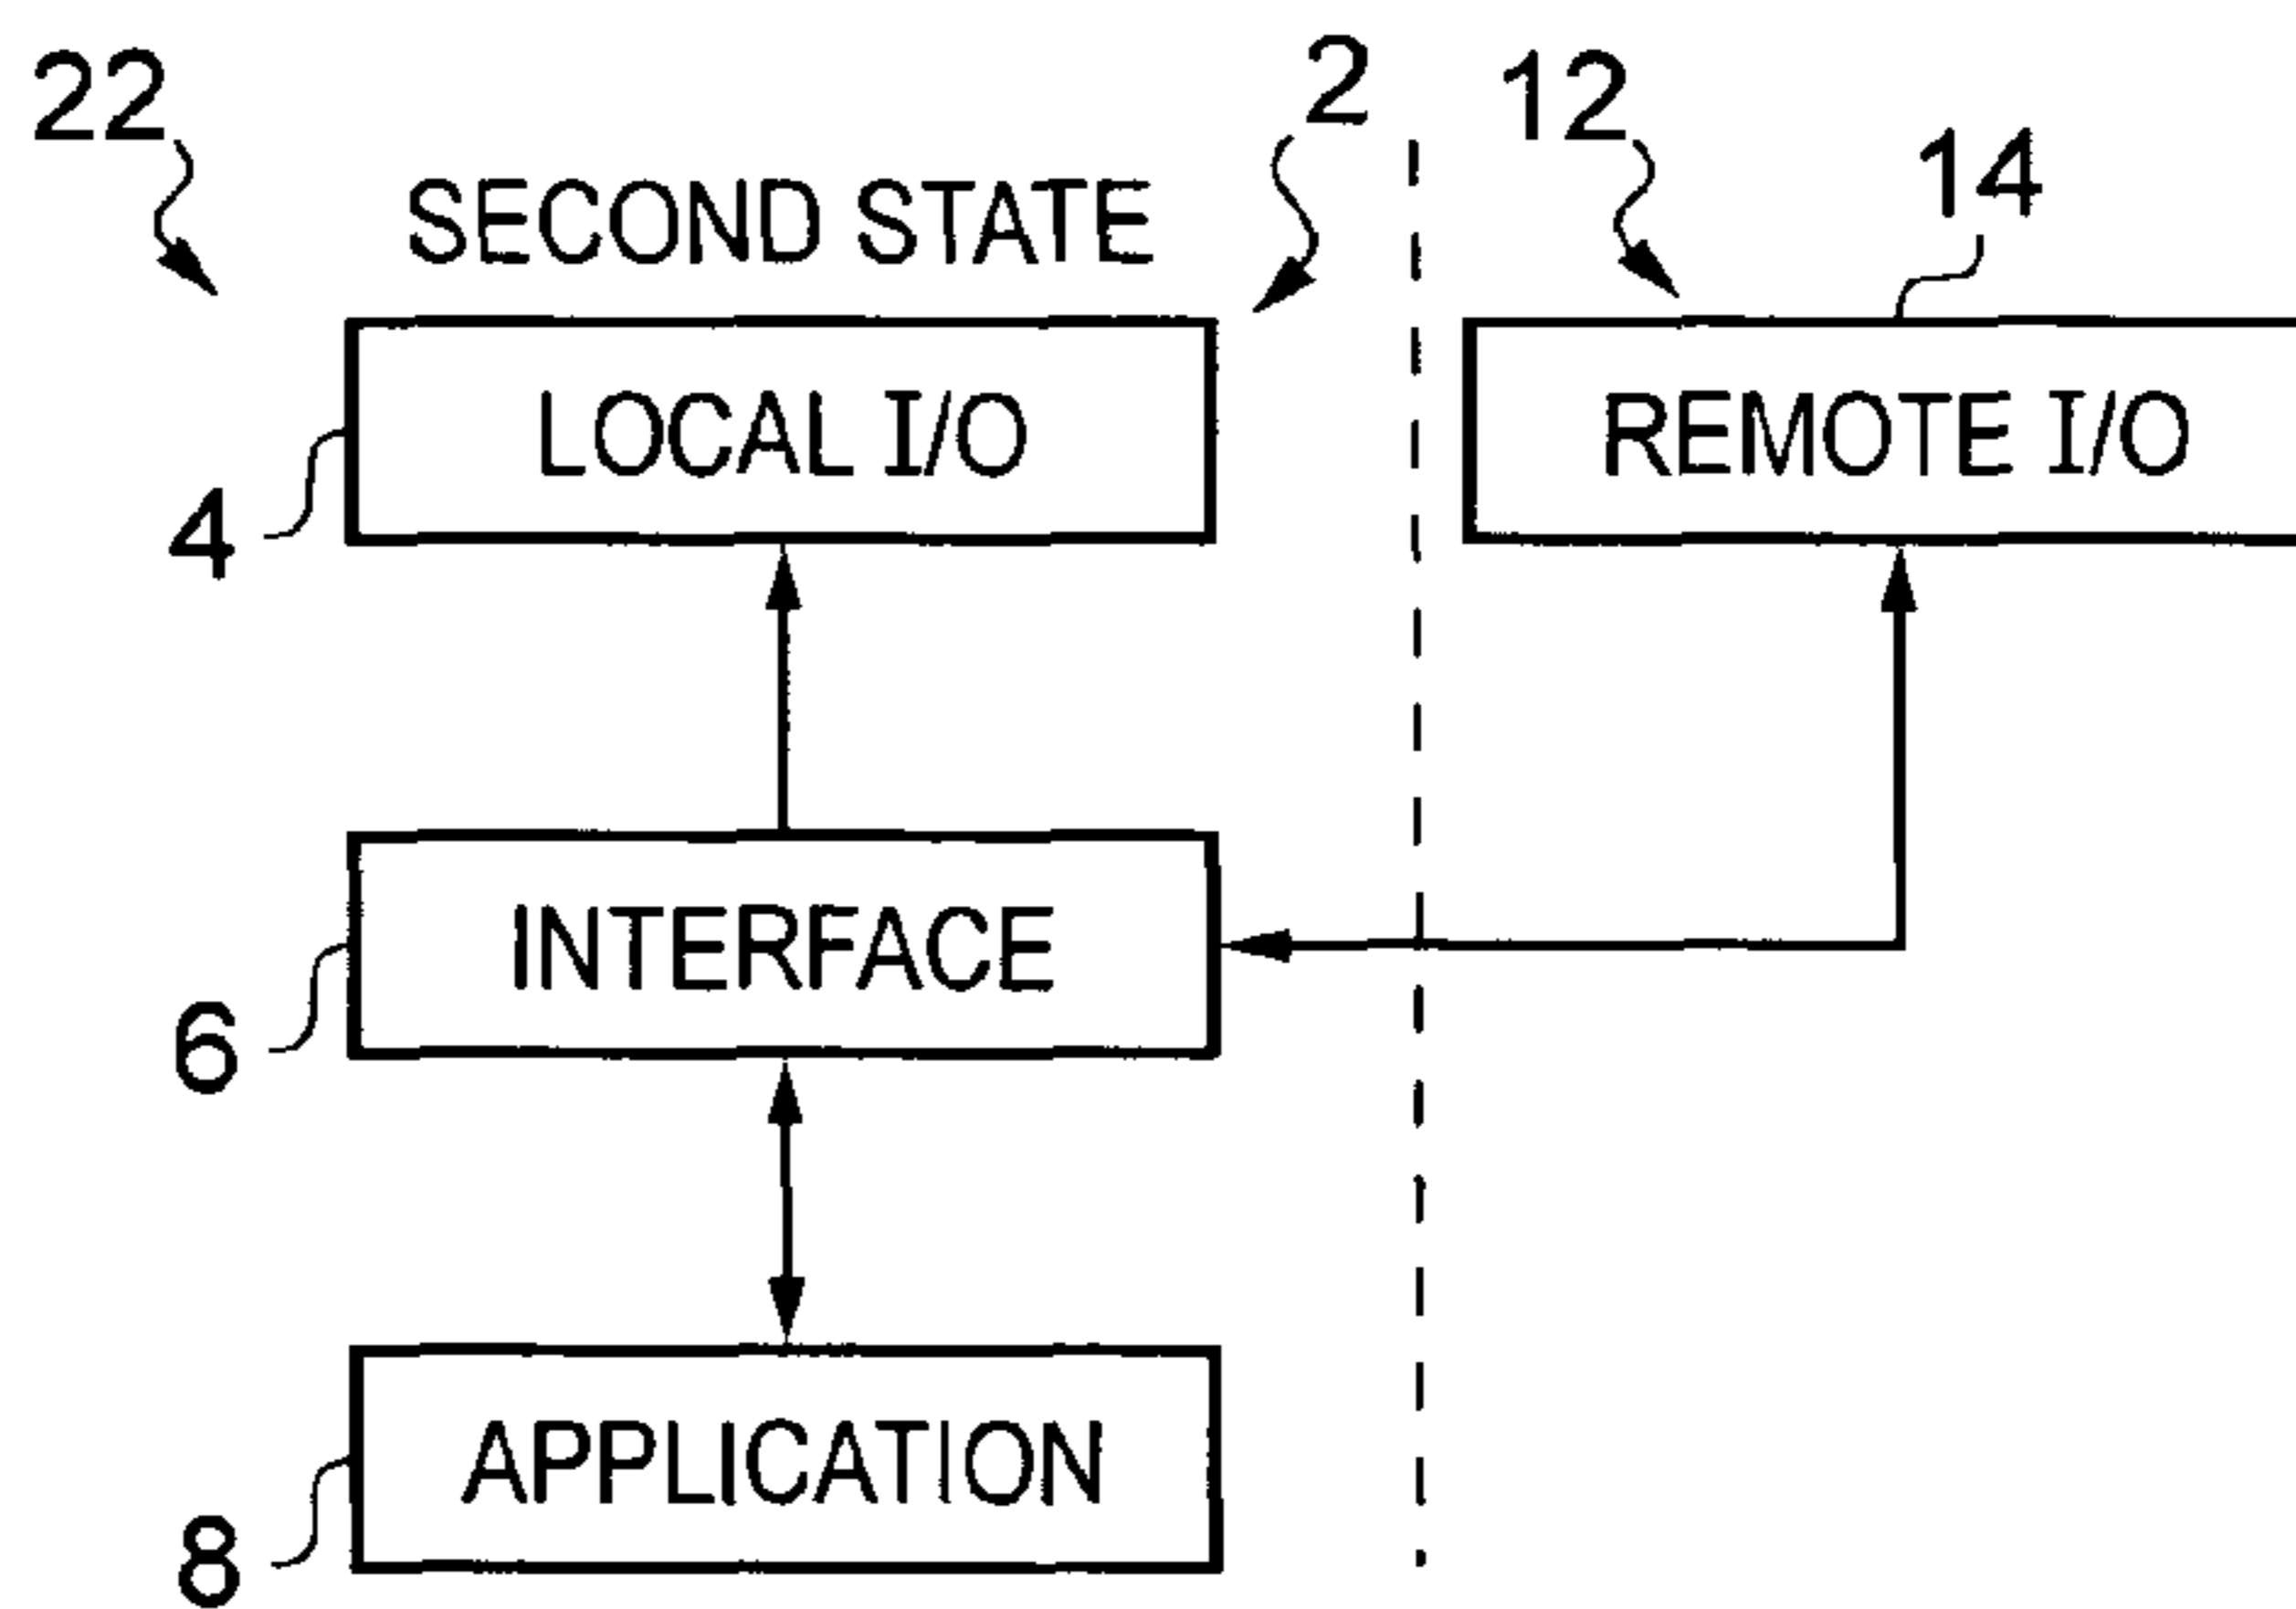 22
2
12
14
SECOND STATE
LOCAL I/O
REMOTE I/O
4
INTERFACE
6
APPLICATION
8